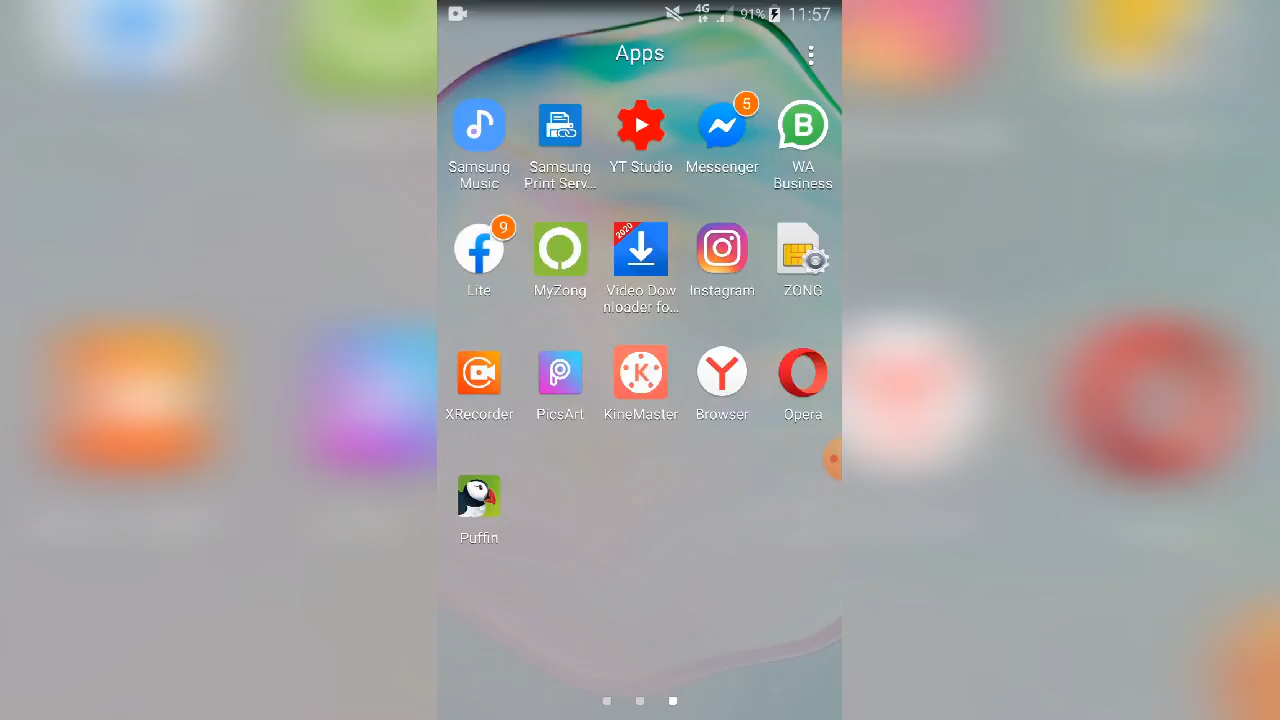 4G 91% 11:57
Apps
5
B
Samsung Music
Samsung Print Serv...
YT Studio
Messenger
WA Business
9
2020
Lite
MyZong
Video Dow nloader fo...
Instagram
ZONG
K
XRecorder
PicsArt
KineMaster
Browser
Opera
Puffin